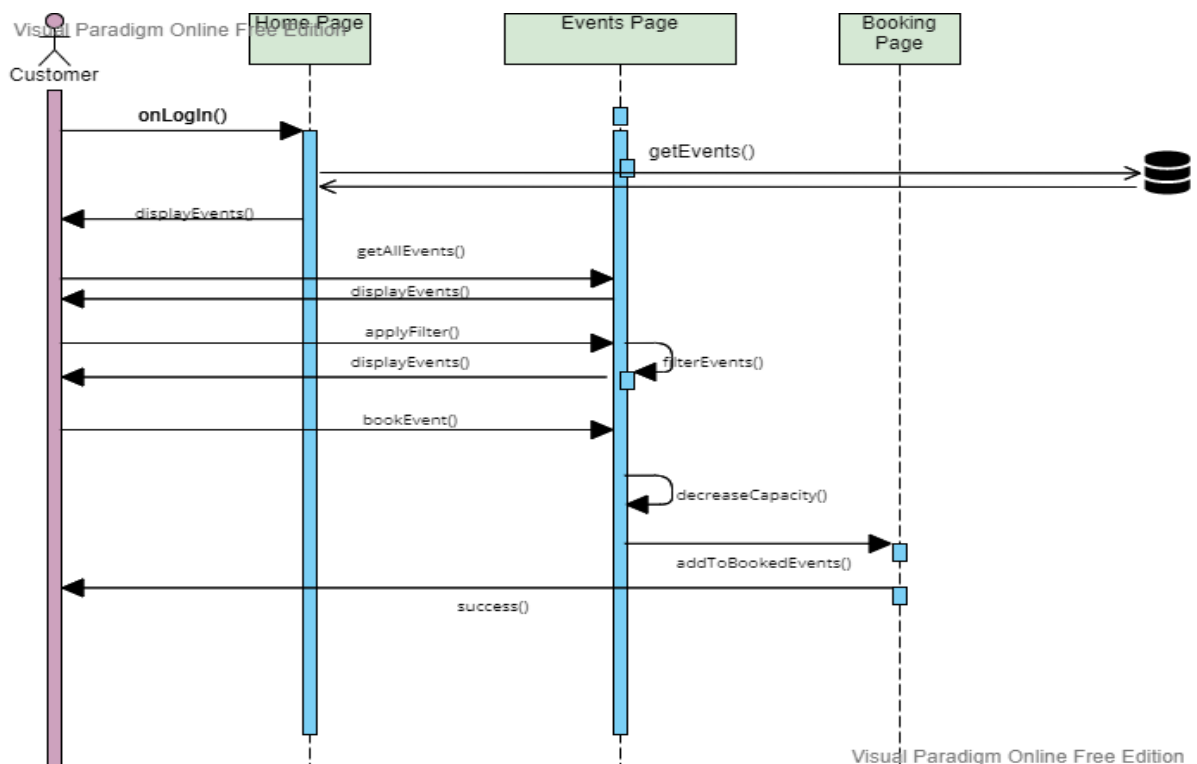 Home Page
Events Page
Booking
Page
Visual Paradigm Online Free Edition
Customer
onLogIn()
getEvents()
displayEvents()
getAllEvents()
displayEvents()
applyFilter()
displayEvents()
filterEvents()
bookEvent()
decreaseCapacity()
addToBookedEvents()
success()
Visual Paradigm Online Free Edition